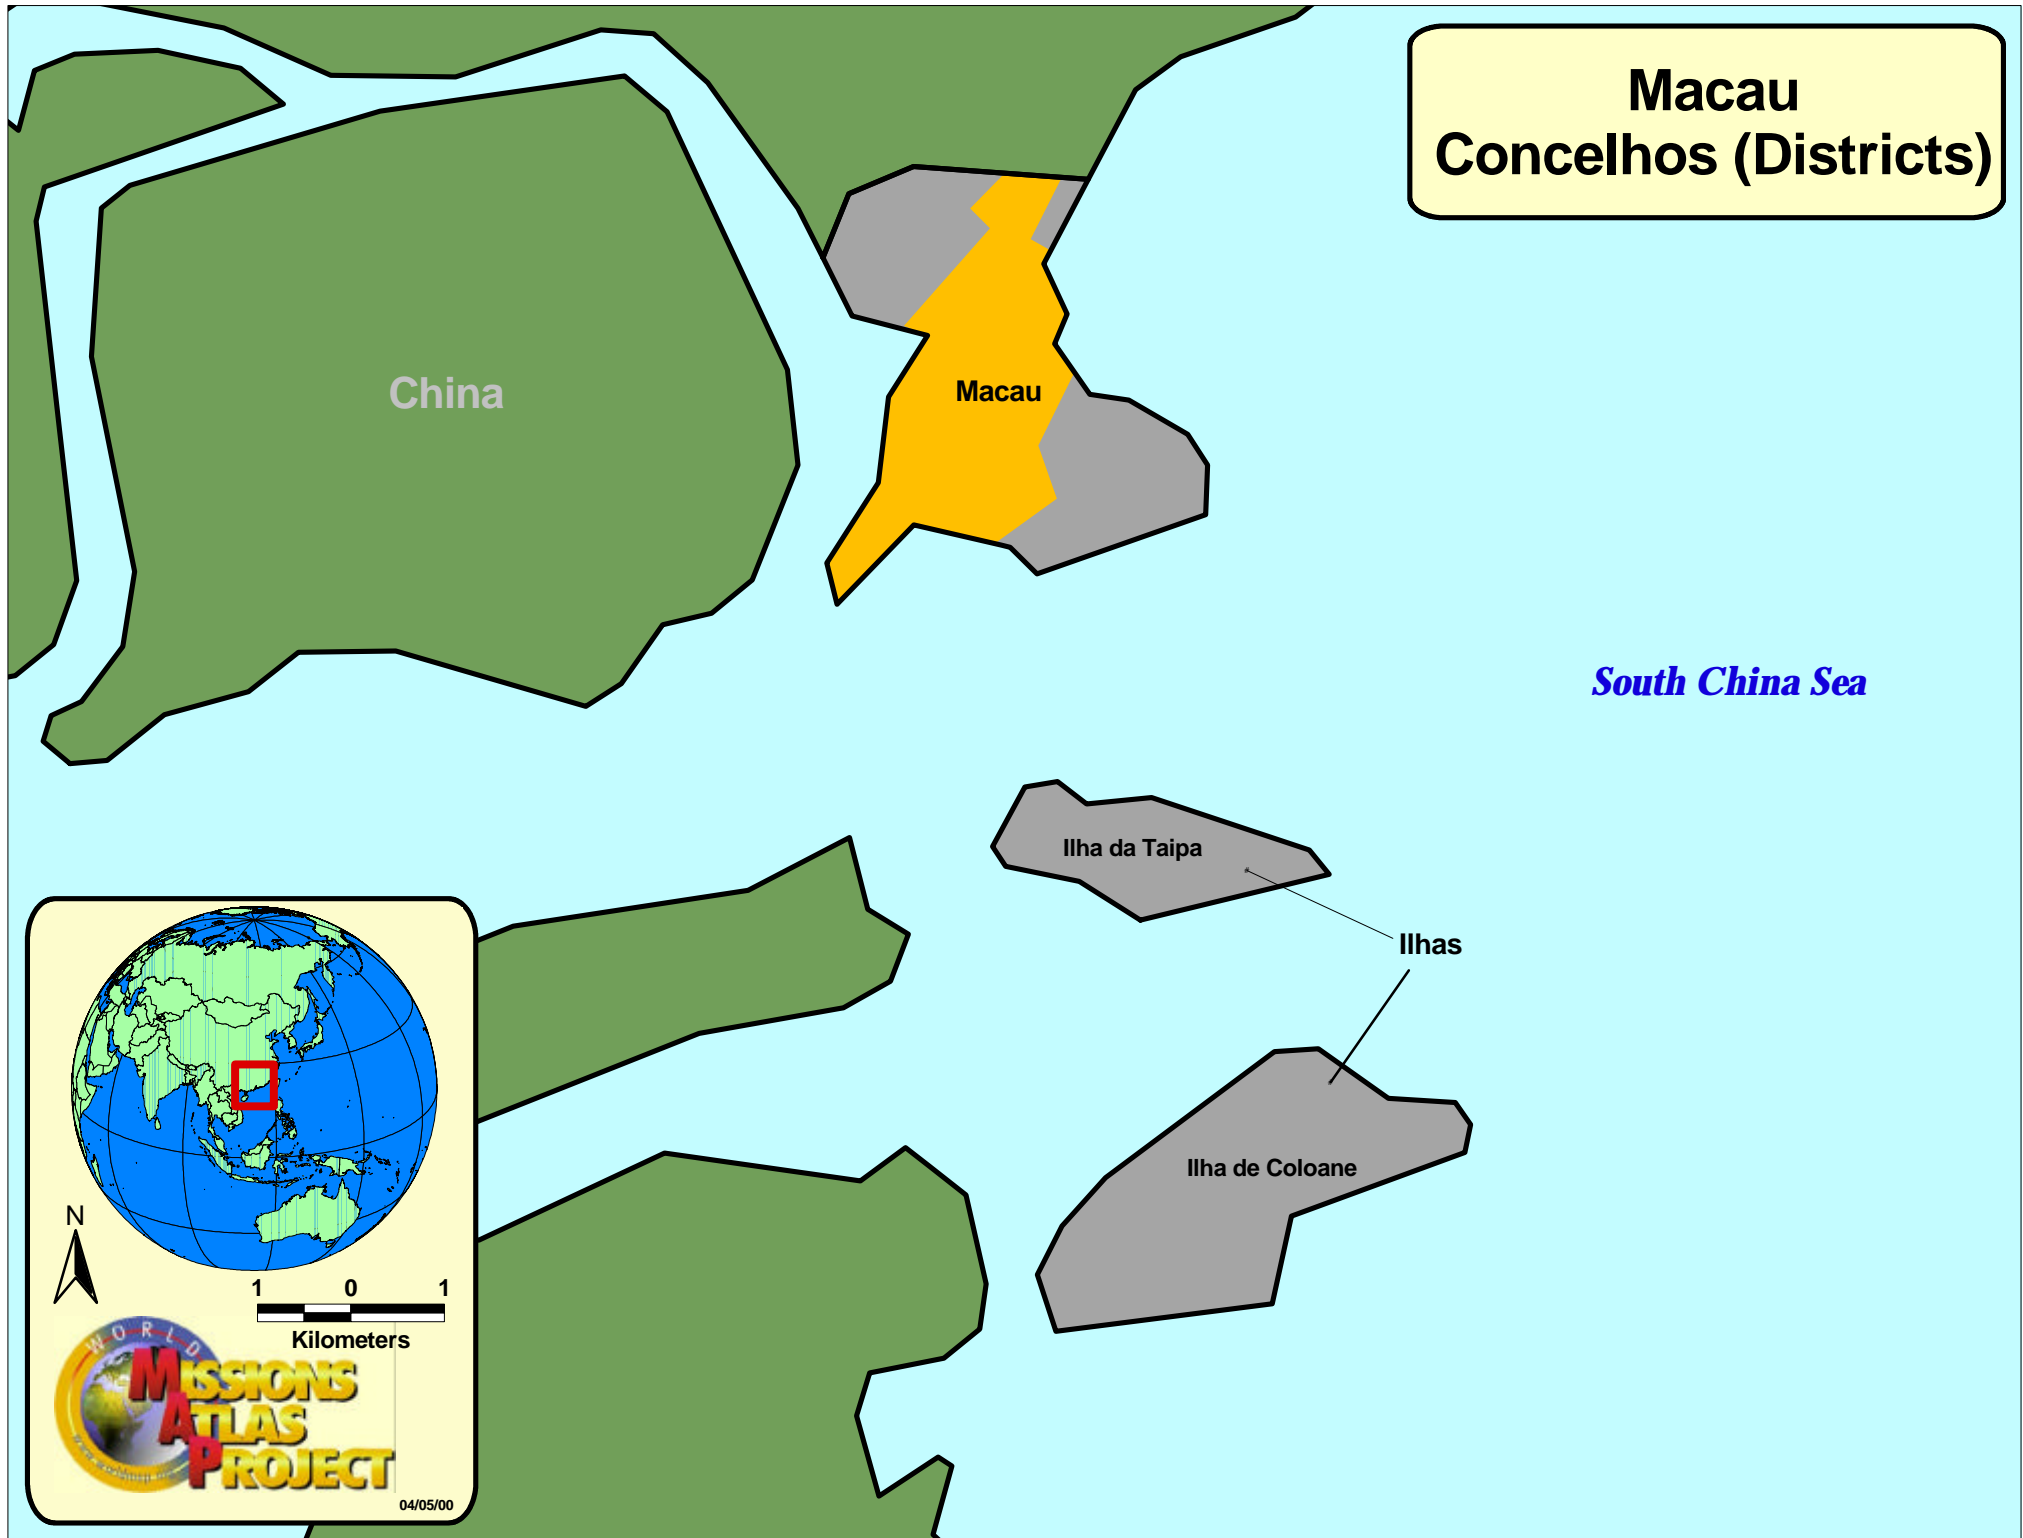 Macau
Concelhos (Districts)
China
Macau
South China Sea
Ilha da Taipa
Ilhas
Ilha de Coloane
N
1 0 1
Kilometers
WORLD
MISSIONS
ATLAS
PROJECT
04/05/00